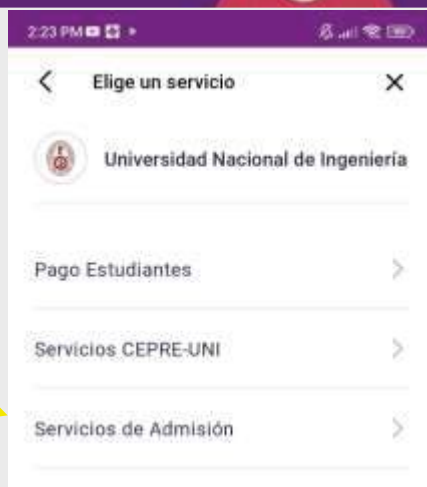 2:23 PM
Elige un servicio
Universidad Nacional de Ingeniería
Pago Estudiantes
Servicios CEPRE-UNI
Servicios de Admisión